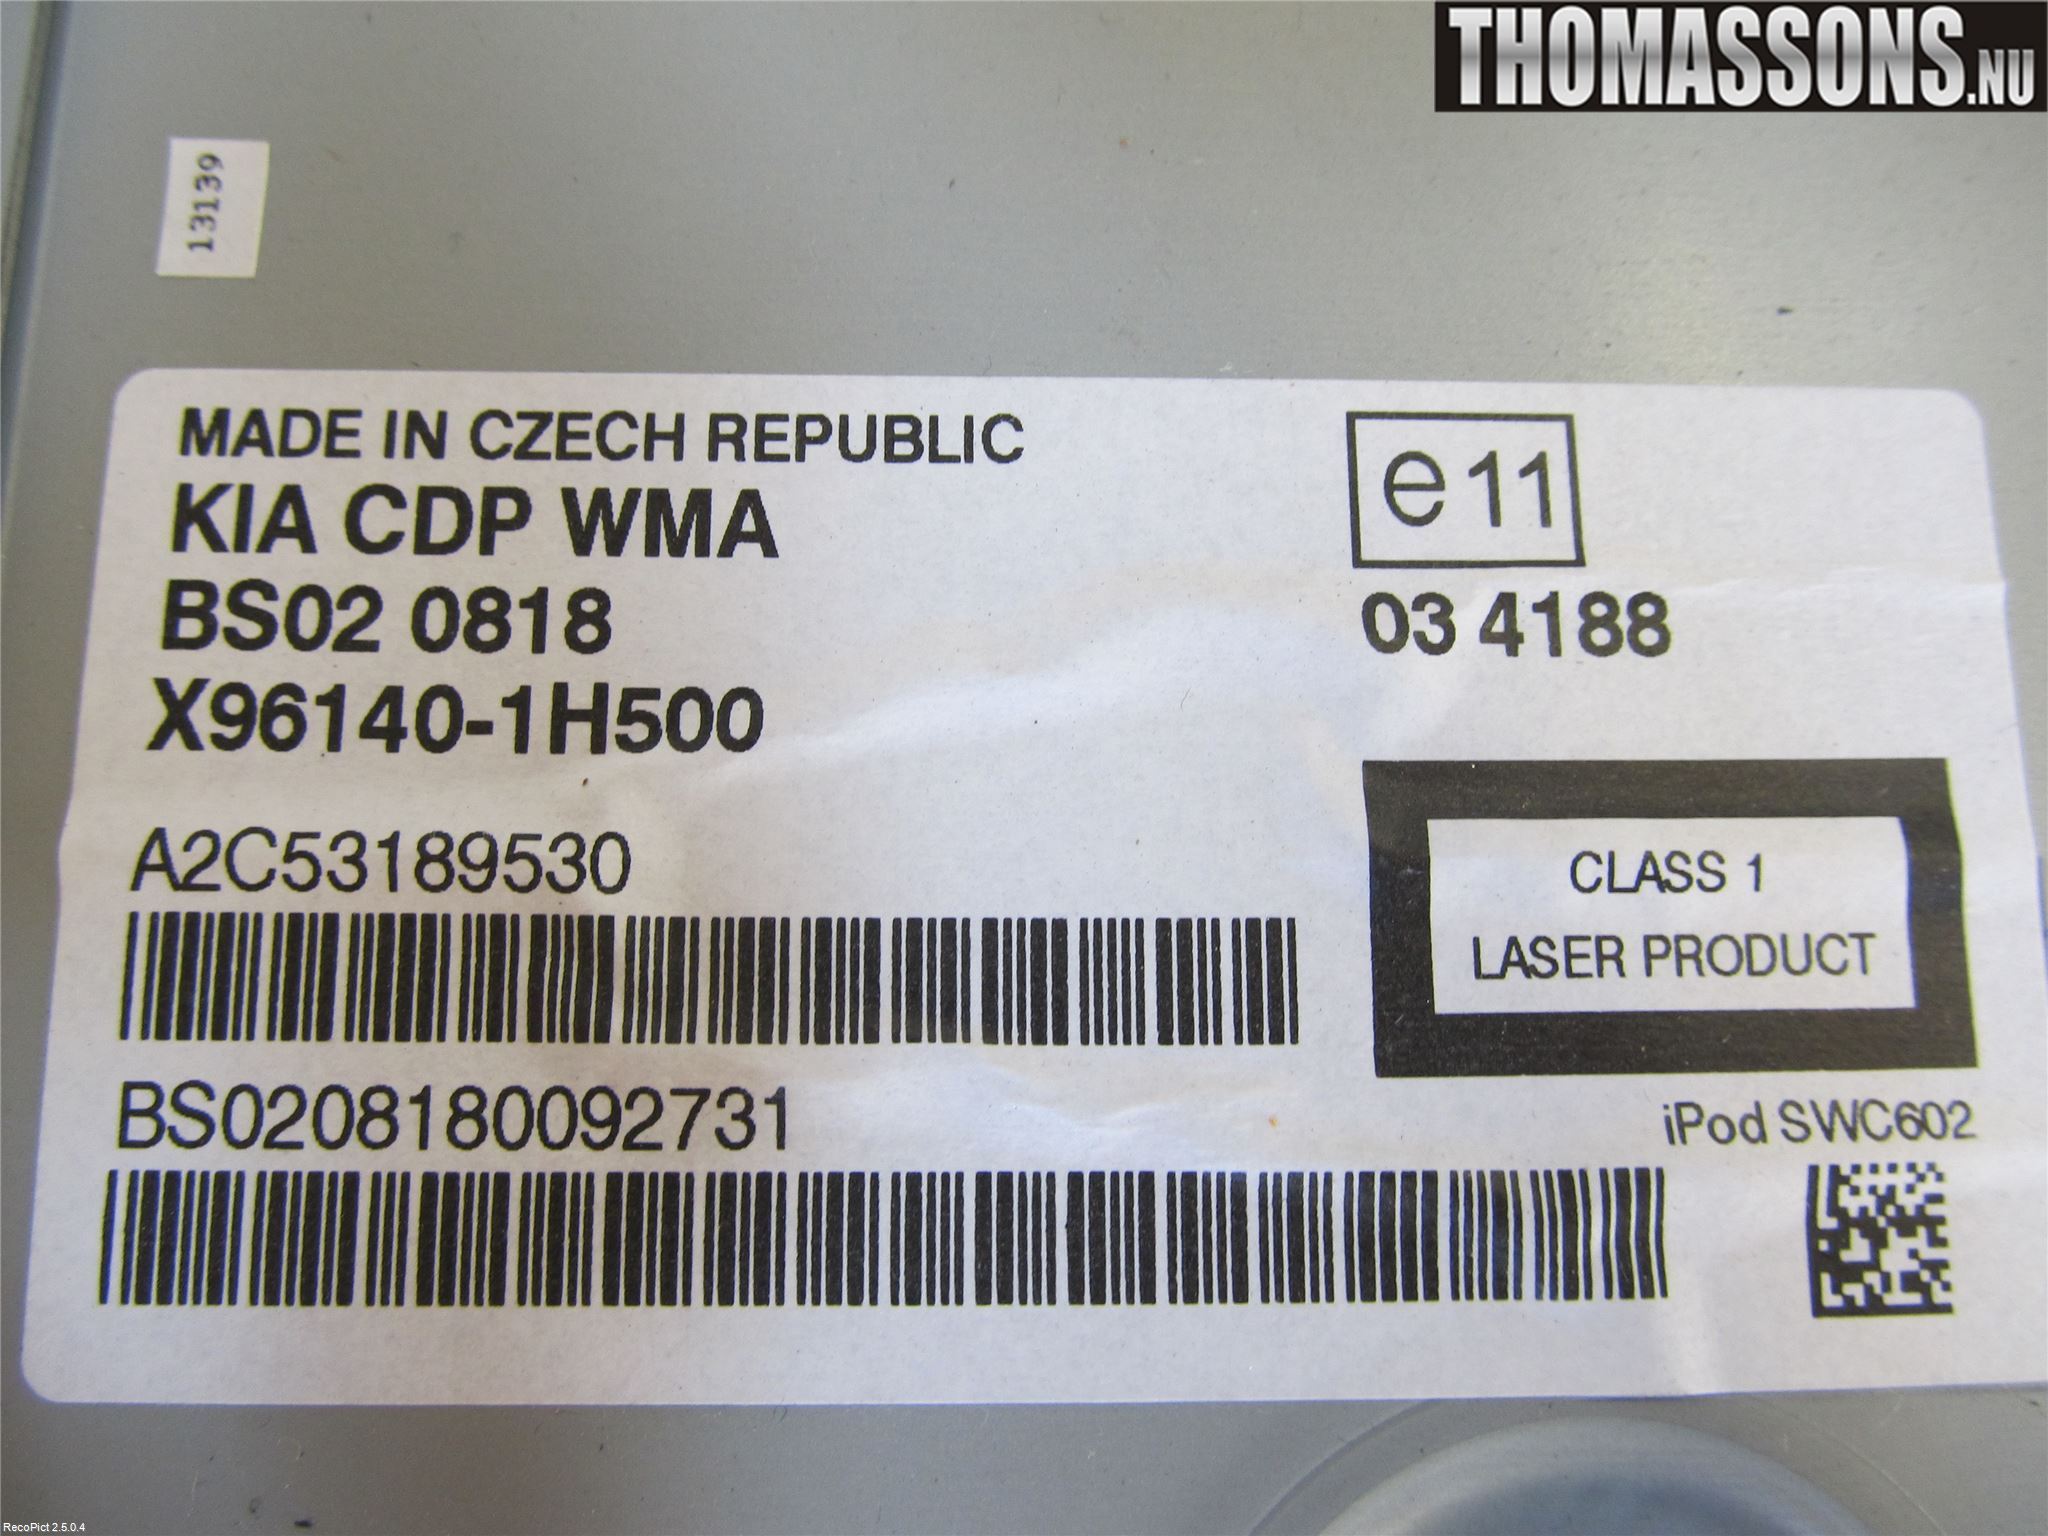 THOMASSONS.NU
13139
MADE IN CZECH REPUBLIC
KIA CDP WMA
BS02 0818
X96140-1H500
e11
03 4188
A2C53189530
CLASS 1
LASER PRODUCT
BS0208180092731
iPod SWC602
RecoPict 2.5.0.4